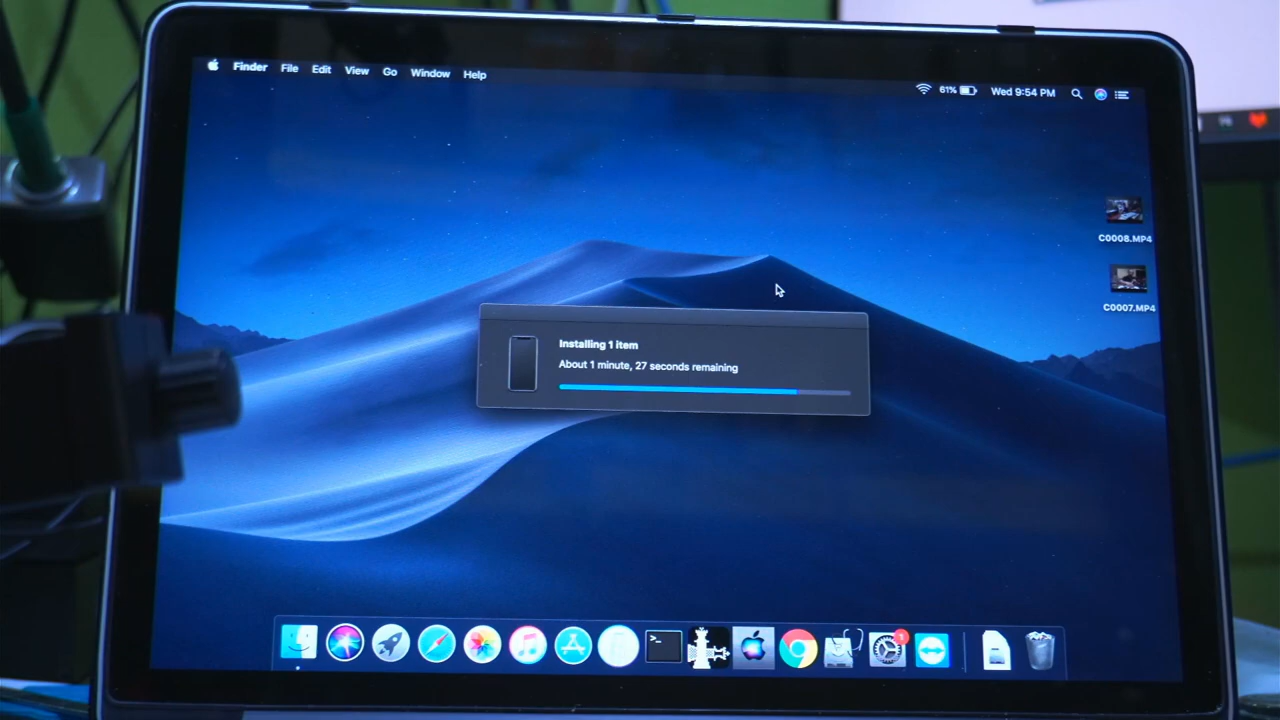 Finder File Edit View Go Window Help
61% Wed 9:54 PM
C0008.MP4
C0007.MP4
Installing 1 item
About 1 minute, 27 seconds remaining
>_
1